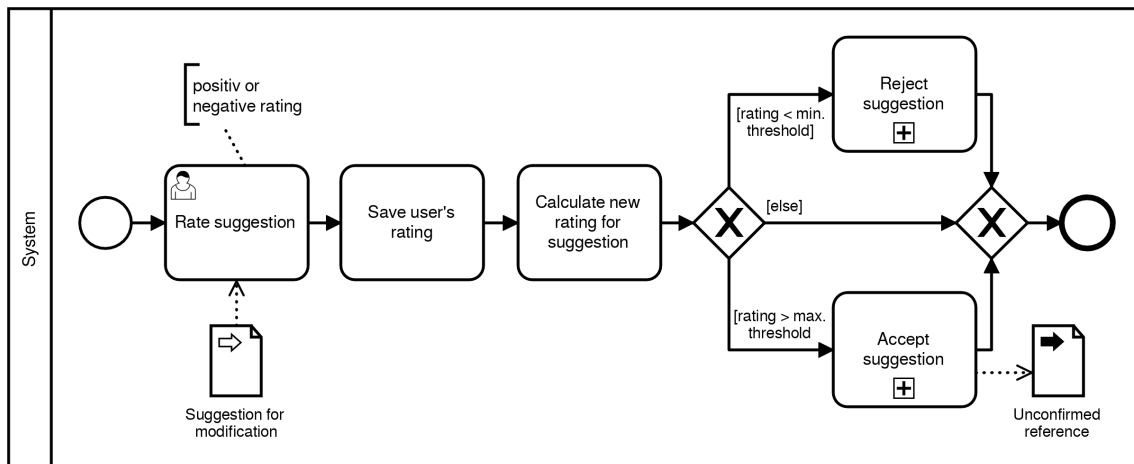 System
positiv or
negative rating
Rate suggestion
Suggestion for
modification
Save user's
rating
Calculate new
rating for
suggestion
[rating < min.
threshold]
[else]
[rating > max.
threshold
Reject
suggestion
Accept
suggestion
Unconfirmed
reference